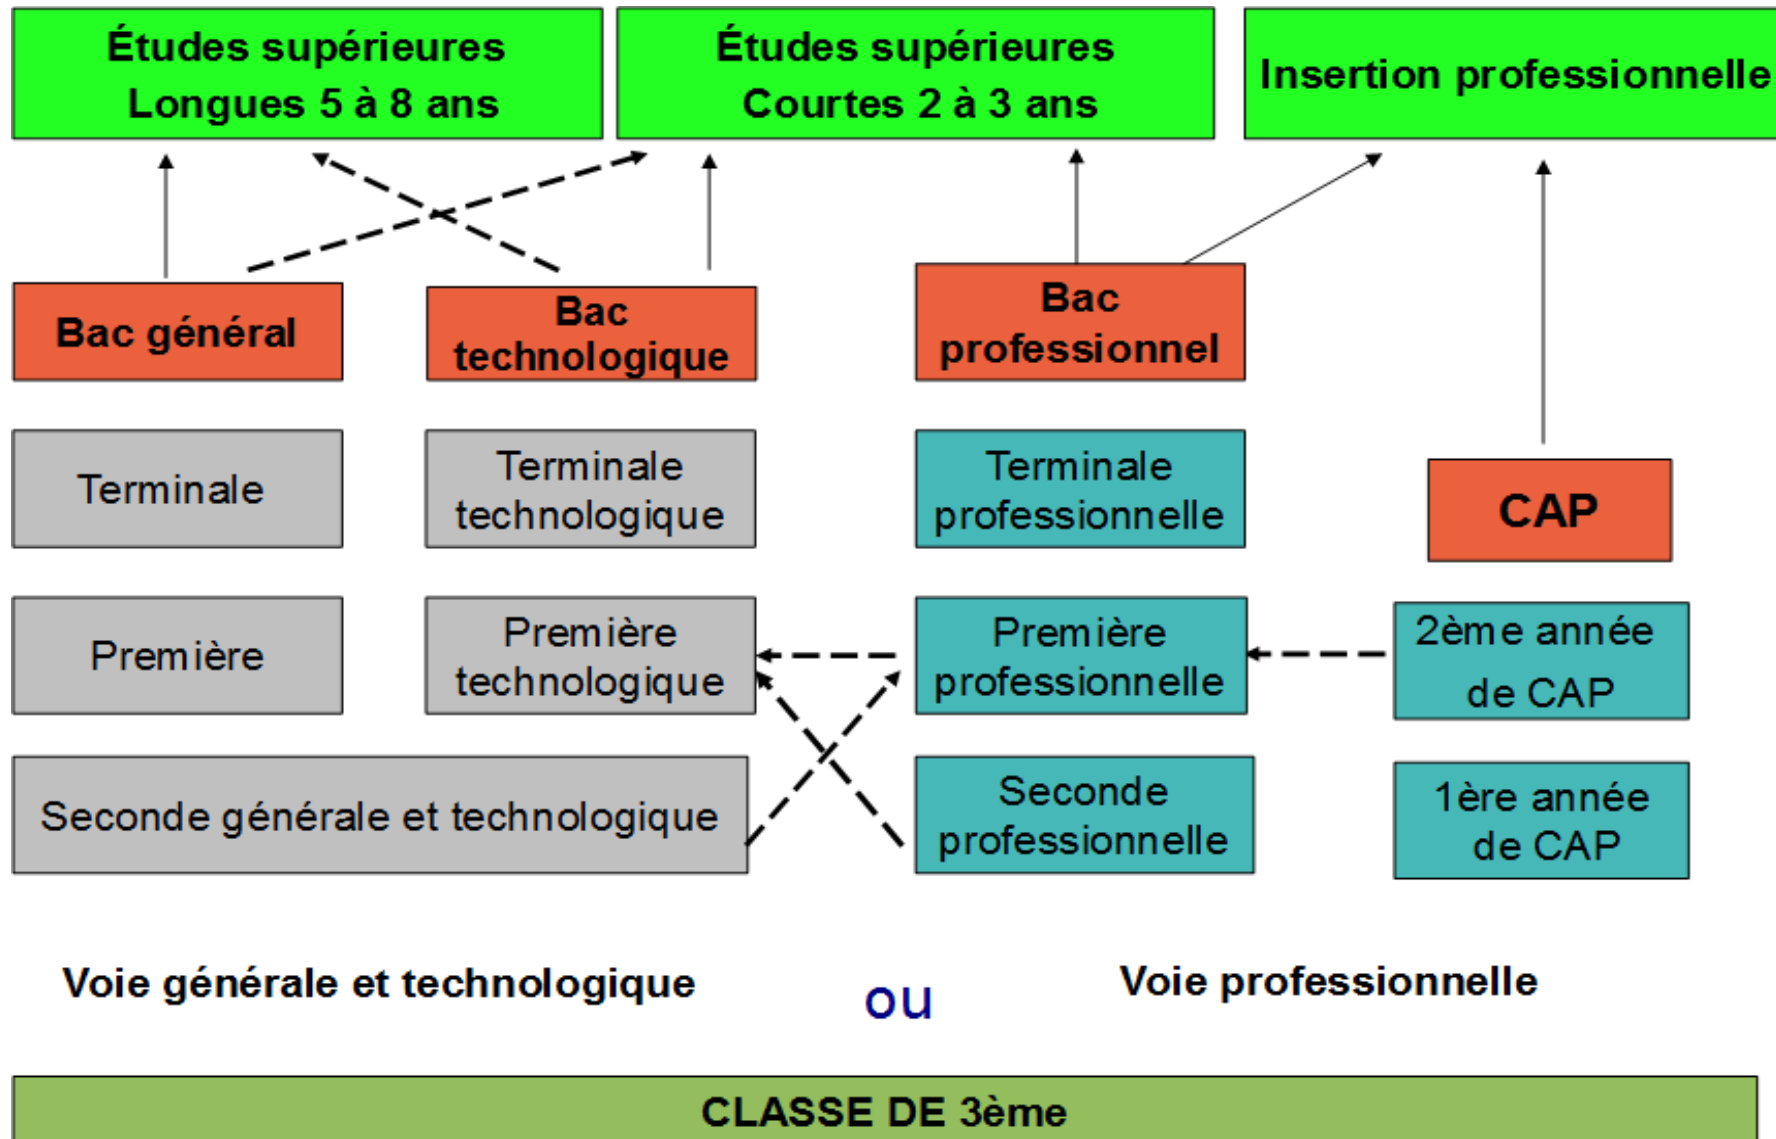 Études supérieures
Longues 5 à 8 ans
Études supérieures
Courtes 2 à 3 ans
Insertion professionnelle
Bac général
Bac
technologique
Bac
professionnel
Terminale
Terminale
technologique
Terminale
professionnelle
CAP
Première
Première
technologique
Première
professionnelle
2ème année
de CAP
Seconde générale et technologique
Seconde
professionnelle
1ère année
de CAP
Voie générale et technologique
ou
Voie professionnelle
CLASSE DE 3ème